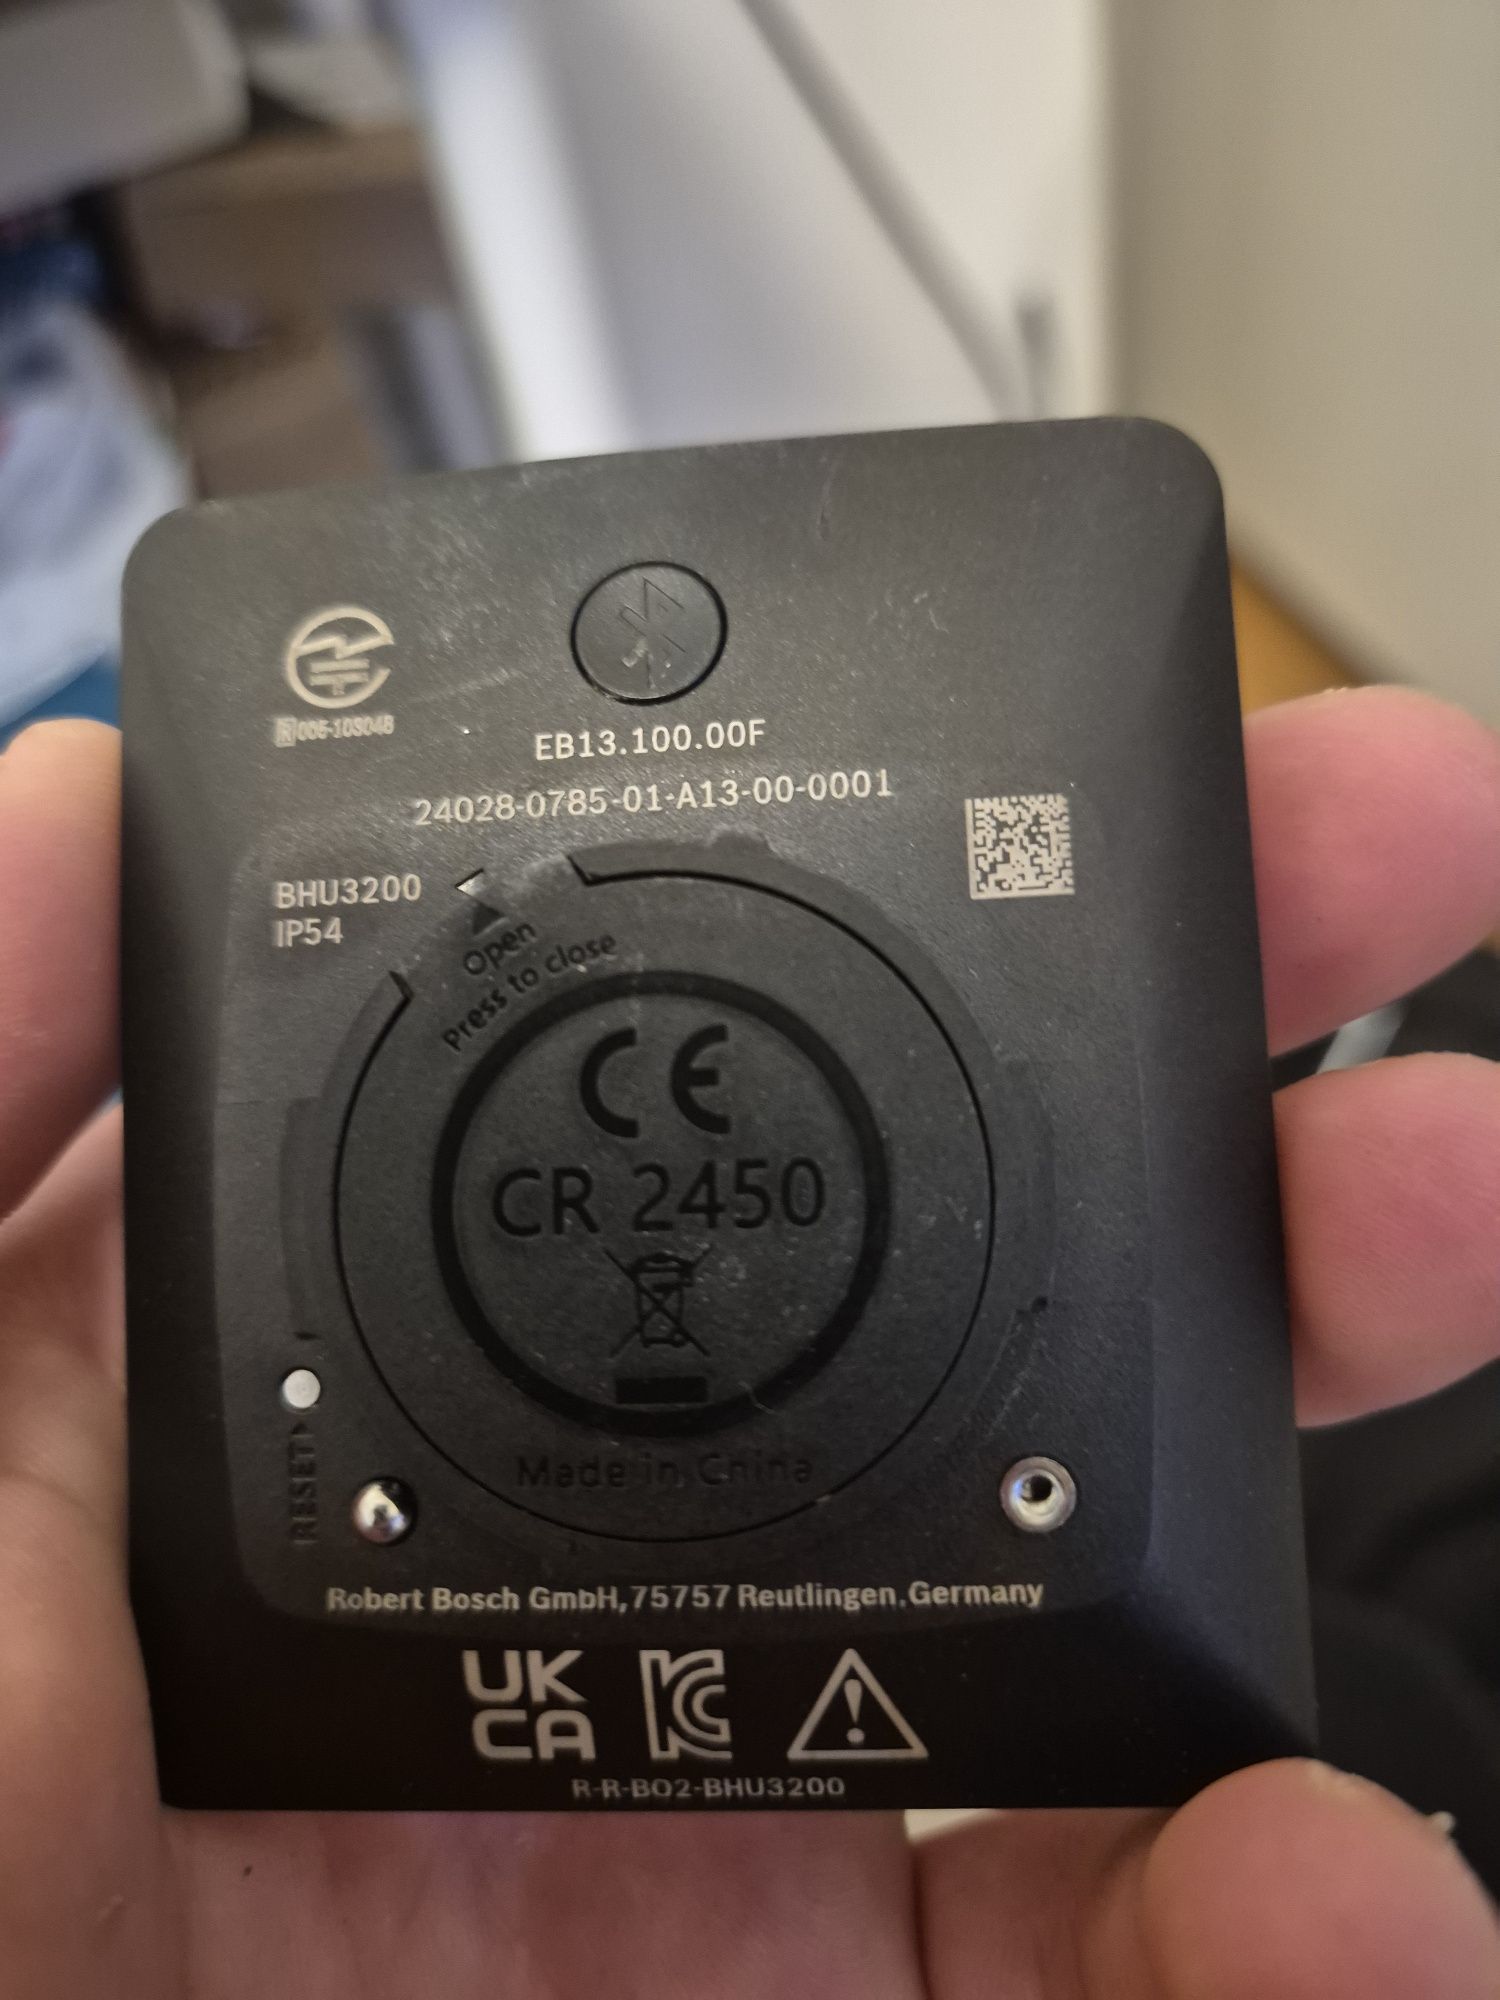 R 006-103048
EB13.100.00F
24028-0785-01-A13-00-0001
BHU3200
IP54
Open
Press to close
CE
CR 2450
Made in China
RESET
Robert Bosch GmbH, 75757 Reutlingen, Germany
UK
CA
R-R-BO2-BHU3200